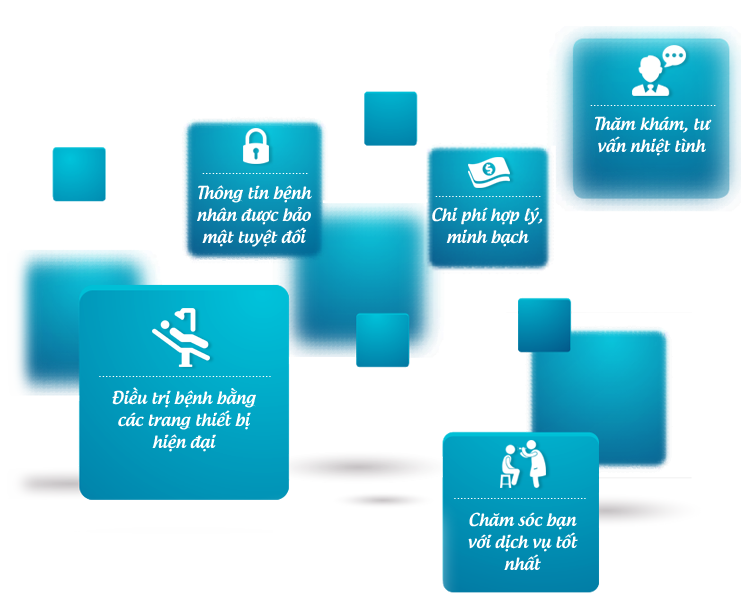 Thăm khám, tư
vấn nhiệt tình
Thông tin bệnh
nhân được bảo
mật tuyệt đối
Chi phí hợp lý,
minh bạch
Điều trị bệnh bằng
các trang thiết bị
hiện đại
Chăm sóc bạn
với dịch vụ tốt
nhất